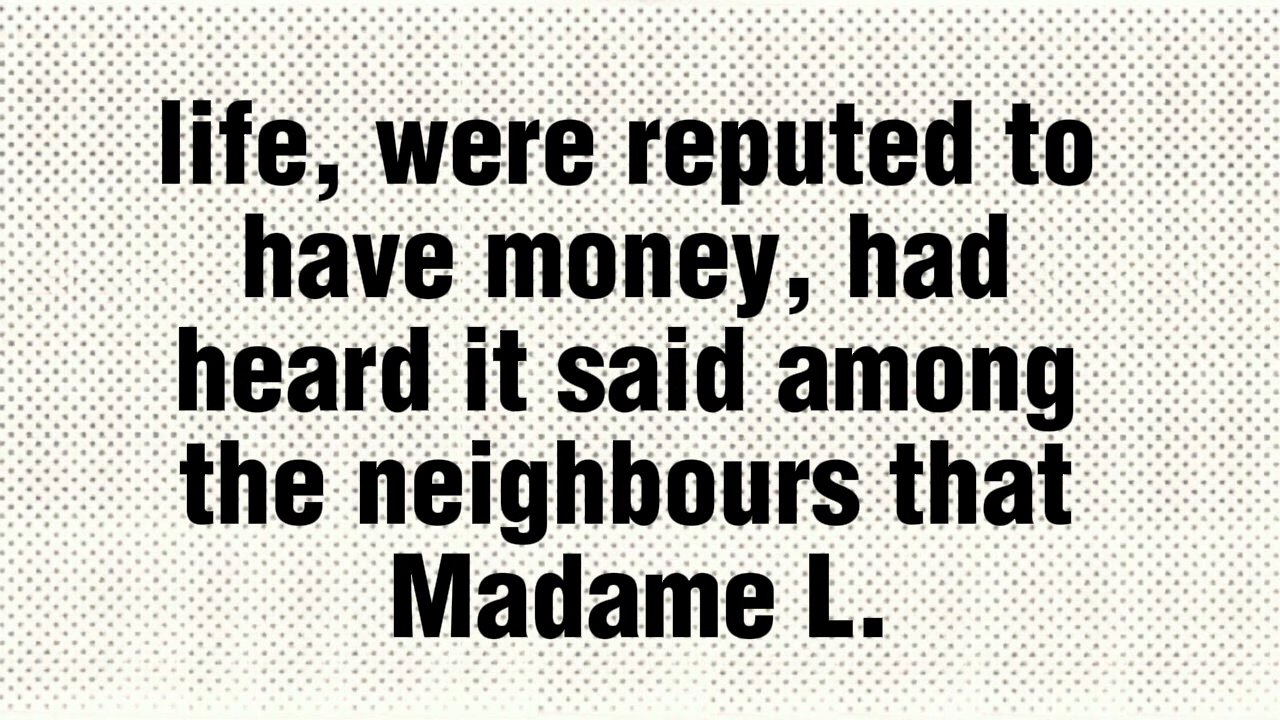 life, were reputed to
have money, had
heard it said among
the neighbours that
Madame L.